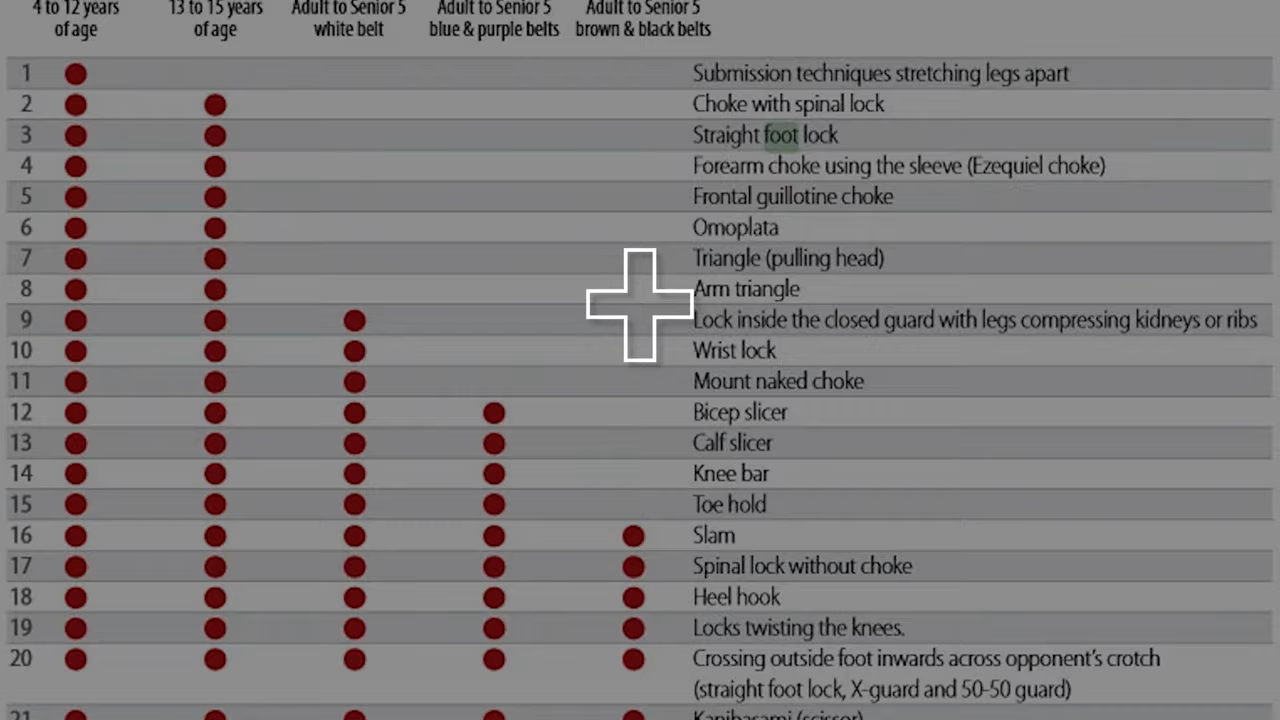 4 to 12 years 13 to 15 years Adult to Senior 5 Adult to Senior 5 Adult to Senior 5
of age of age white belt blue & purple belts brown & black belts
1 Submission techniques stretching legs apart
2 Choke with spinal lock
3 Straight foot lock
4 Forearm choke using the sleeve (Ezequiel choke)
5 Frontal guillotine choke
6 Omoplata
7 Triangle (pulling head)
8 Arm triangle
9 Lock inside the closed guard with legs compressing kidneys or ribs
10 Wrist lock
11 Mount naked choke
12 Bicep slicer
13 Calf slicer
14 Knee bar
15 Toe hold
16 Slam
17 Spinal lock without choke
18 Heel hook
19 Locks twisting the knees.
20 Crossing outside foot inwards across opponent's crotch
(straight foot lock, X-guard and 50-50 guard)
21 Kanibasami (scissor)